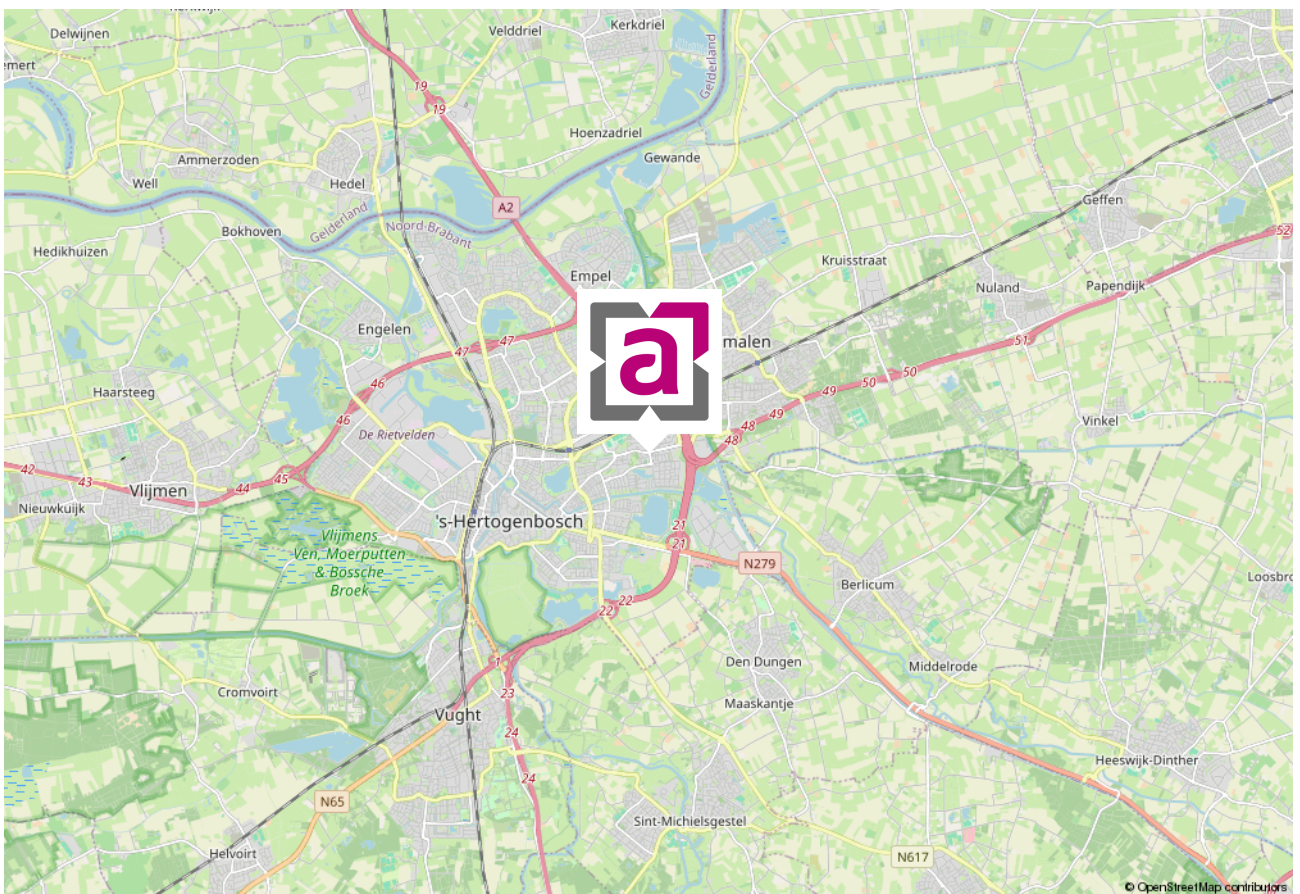 Delwijnen
Velddriel
Kerkdriel
emert
19
19
Gelderland
Hoenzadriel
Gewande
Ammerzoden
Well
Hedel
Geffen
A2
Gelderland
Noord-Brabant
Bokhoven
52
Hedikhuizen
Kruisstraat
Empel
Nuland
Papendijk
Engelen
a
malen
51
47
47
46
50
50
Haarsteeg
49
46
49
48
48
De Rietvelden
Vinkel
42
43
44
45
Vlijmen
Nieuwkuijk
's-Hertogenbosch
21
21
Vlijmens
Ven, Moerputten
& Bossche
Broek
N279
Berlicum
Loosbro
22
22
1
Den Dungen
Middelrode
Cromvoirt
23
Maaskantje
Vught
24
Heeswijk-Dinther
24
N65
Sint-Michielsgestel
Helvoirt
N617
© OpenStreetMap contributors